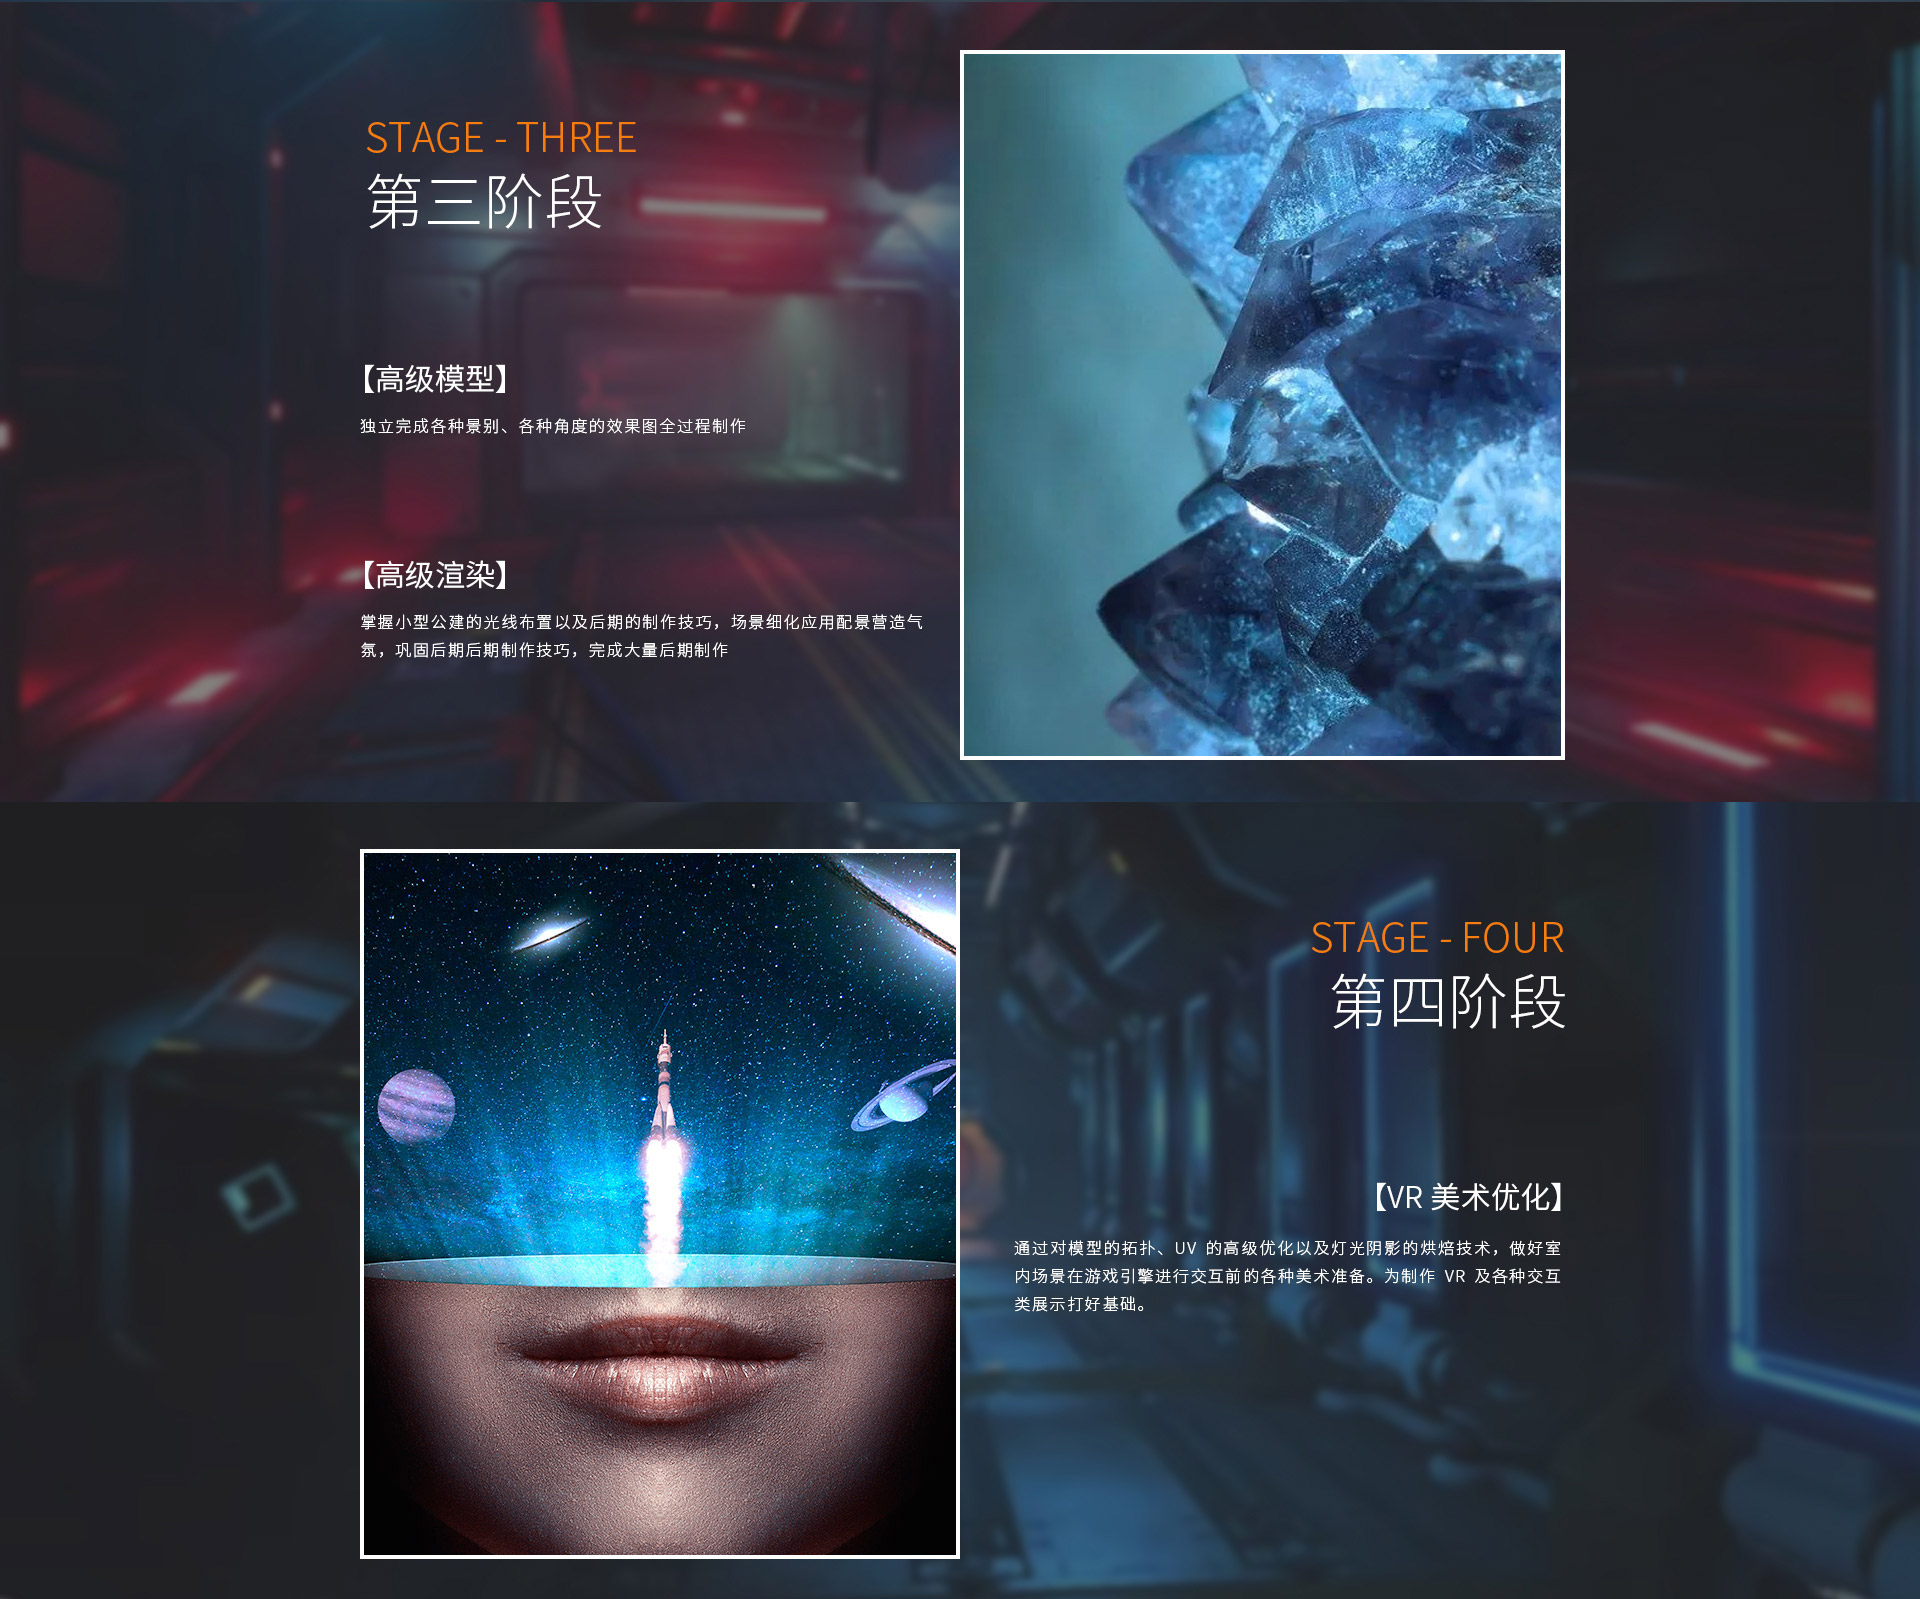 STAGE - THREE
第三阶段
【高级模型】
独立完成各种景别、各种角度的效果图全过程制作
【高级渲染】
掌握小型公建的光线布置以及后期的制作技巧，场景细化应用配景营造气
氛，巩固后期后期制作技巧，完成大量后期制作
STAGE - FOUR
第四阶段
【VR 美术优化】
通过对模型的拓扑、UV 的高级优化以及灯光阴影的烘焙技术，做好室
内场景在游戏引擎进行交互前的各种美术准备。为制作 VR 及各种交互
类展示打好基础。